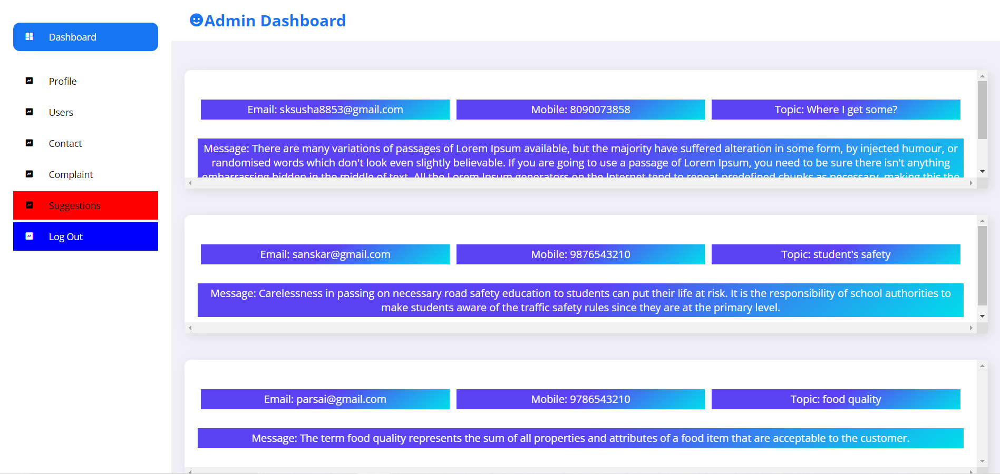 Admin Dashboard
Dashboard
Profile
Users
Contact
Complaint
Suggestions
Log Out
Email: sksusha8853@gmail.com
Mobile: 8090073858
Topic: Where I get some?
Message: There are many variations of passages of Lorem Ipsum available, but the majority have suffered alteration in some form, by injected humour, or
randomised words which don't look even slightly believable. If you are going to use a passage of Lorem Ipsum, you need to be sure there isn't anything
embarrassing hidden in the middle of text. All the Lorem Ipsum generators on the Internet tend to repeat predefined chunks as necessary, making this the
Email: sanskar@gmail.com
Mobile: 9876543210
Topic: student's safety
Message: Carelessness in passing on necessary road safety education to students can put their life at risk. It is the responsibility of school authorities to
make students aware of the traffic safety rules since they are at the primary level.
Email: parsai@gmail.com
Mobile: 9786543210
Topic: food quality
Message: The term food quality represents the sum of all properties and attributes of a food item that are acceptable to the customer.